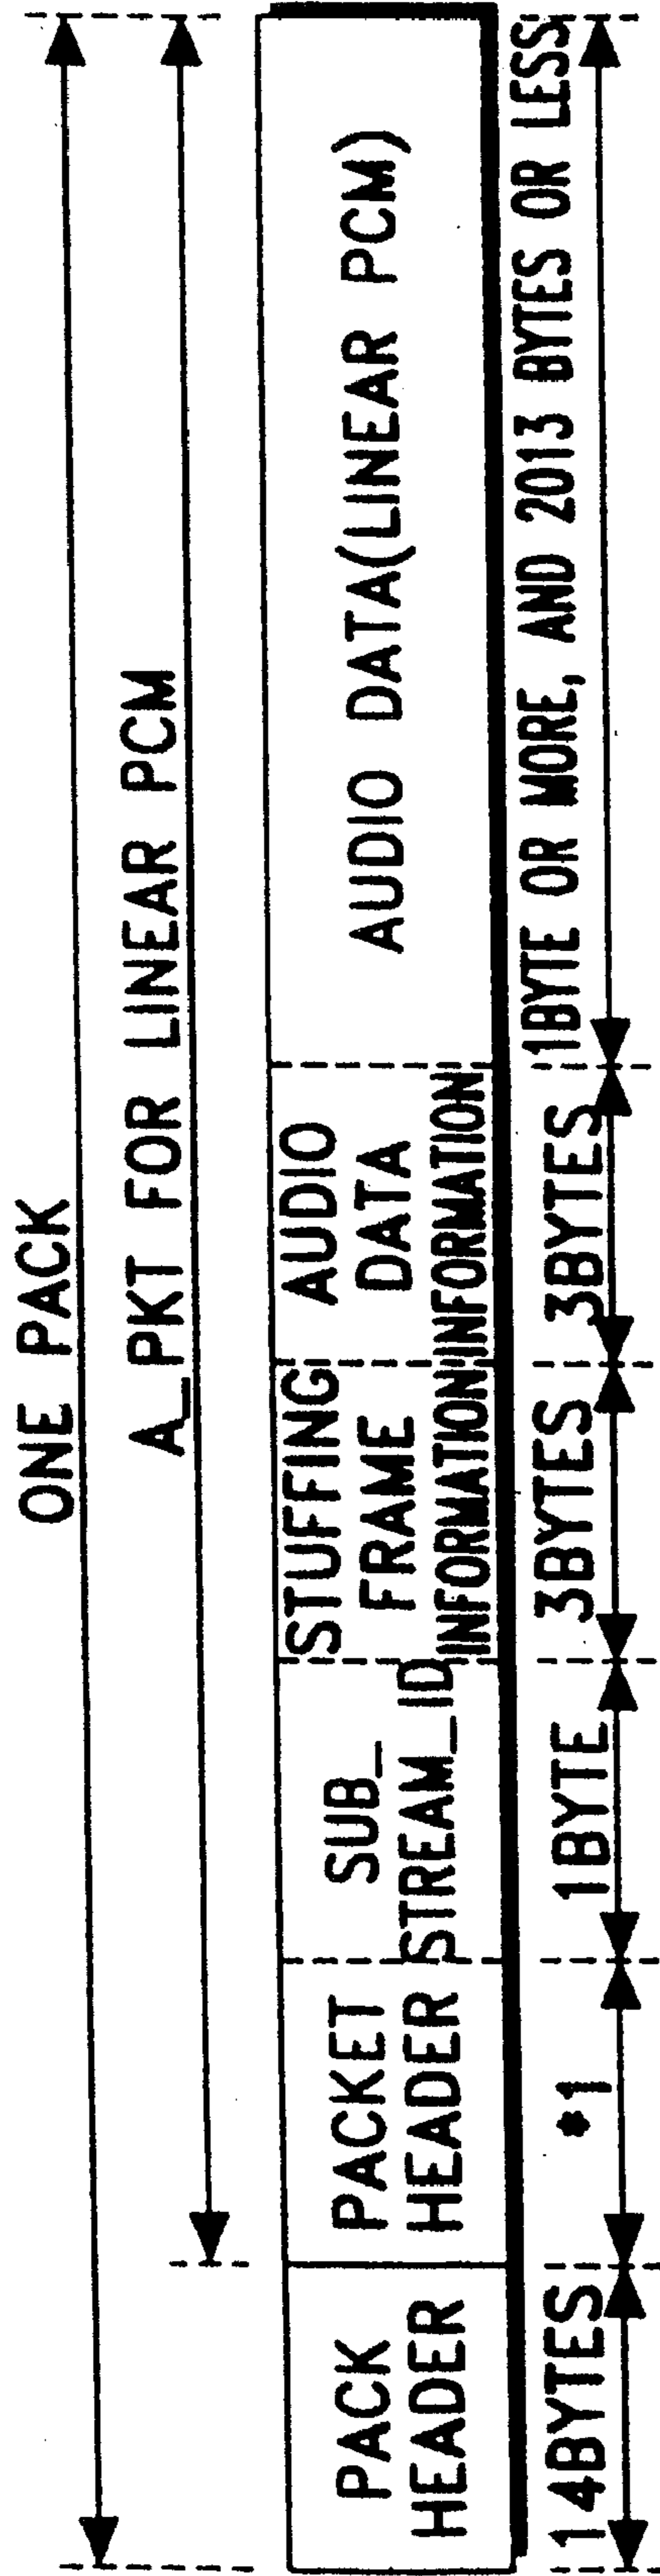 ONE PACK
A_PKT FOR LINEAR PCM
PACK
HEADER
PACKET
HEADER
SUB_
STREAM_ID
STUFFING
FRAME
INFORMATION
AUDIO
DATA
INFORMATION
AUDIO DATA(LINEAR PCM)
14BYTES
*1
1BYTE
3BYTES
3BYTES
1BYTE OR MORE, AND 2013 BYTES OR LESS